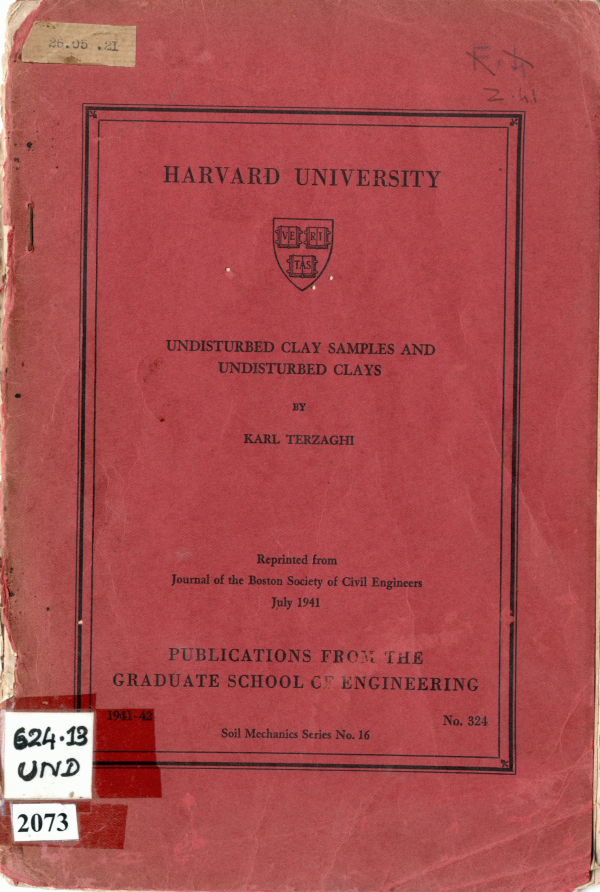 26.05 .21
F.4
Z.41
HARVARD UNIVERSITY
VE RI
TAS
UNDISTURBED CLAY SAMPLES AND
UNDISTURBED CLAYS
BY
KARL TERZAGHI
Reprinted from
Journal of the Boston Society of Civil Engineers
July 1941
PUBLICATIONS FROM THE
GRADUATE SCHOOL OF ENGINEERING
1941-42
No. 324
Soil Mechanics Series No. 16
624.13
UND
2073